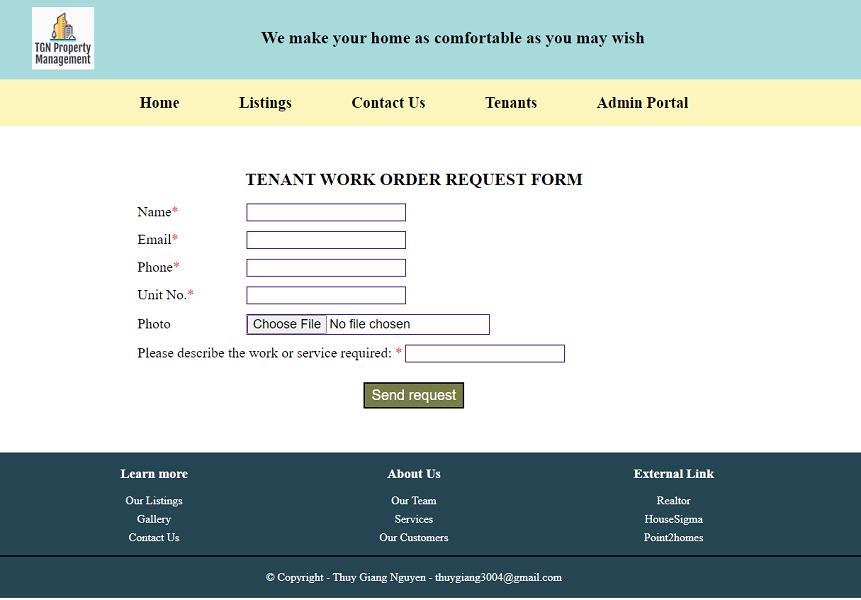 TGN Property
Management
We make your home as comfortable as you may wish
Home Listings Contact Us Tenants Admin Portal
TENANT WORK ORDER REQUEST FORM
Name*
Email*
Phone*
Unit No.*
Photo Choose File No file chosen
Please describe the work or service required: *
Send request
Learn more About Us External Link
Our Listings Our Team Realtor
Gallery Services HouseSigma
Contact Us Our Customers Point2homes
© Copyright - Thuy Giang Nguyen - thuygiang3004@gmail.com